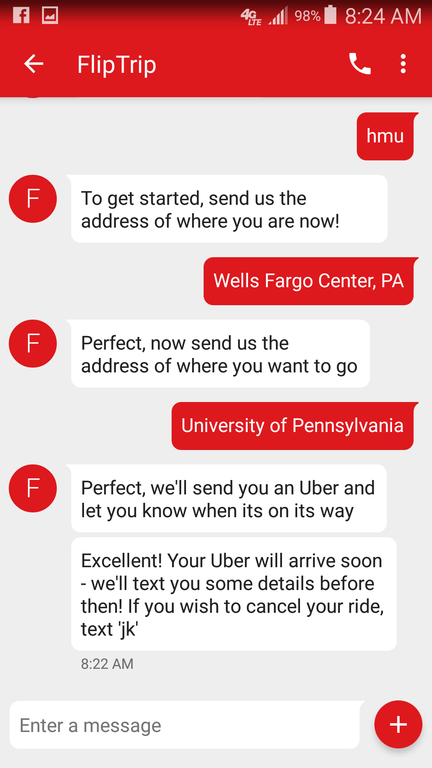 4G LTE 98% 8:24 AM
FlipTrip
hmu
F
To get started, send us the
address of where you are now!
Wells Fargo Center, PA
F
Perfect, now send us the
address of where you want to go
University of Pennsylvania
F
Perfect, we'll send you an Uber and
let you know when its on its way
Excellent! Your Uber will arrive soon
- we'll text you some details before
then! If you wish to cancel your ride,
text 'jk'
8:22 AM
Enter a message
+